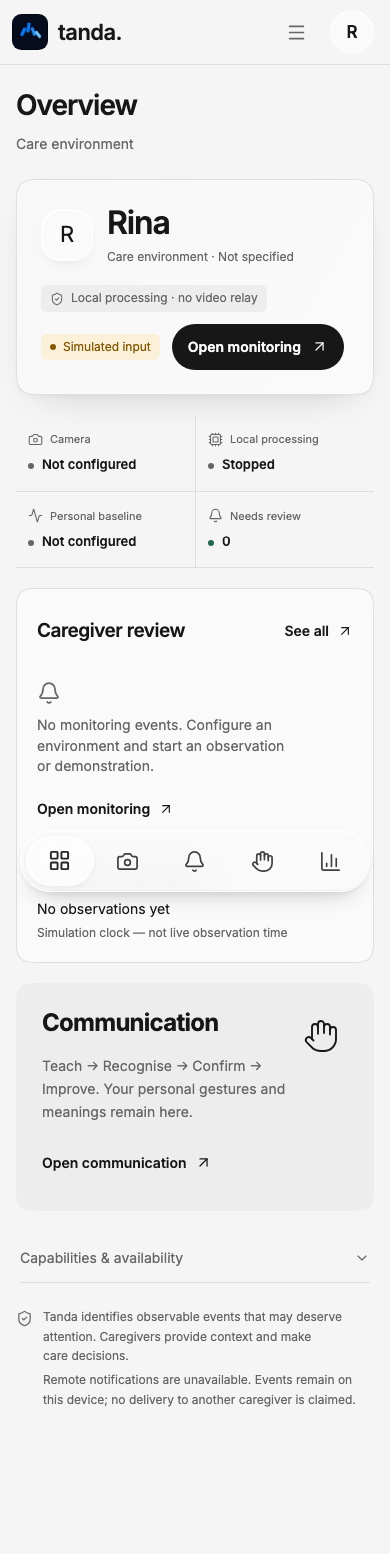 tanda.
R
Overview
Care environment
R
Rina
Care environment · Not specified
Local processing · no video relay
Simulated input
Open monitoring
Camera
Not configured
Local processing
Stopped
Personal baseline
Not configured
Needs review
0
Caregiver review
See all
No monitoring events. Configure an
environment and start an observation
or demonstration.
Open monitoring
No observations yet
Simulation clock — not live observation time
Communication
Teach → Recognise → Confirm →
Improve. Your personal gestures and
meanings remain here.
Open communication
Capabilities & availability
Tanda identifies observable events that may deserve
attention. Caregivers provide context and make
care decisions.
Remote notifications are unavailable. Events remain on
this device; no delivery to another caregiver is claimed.